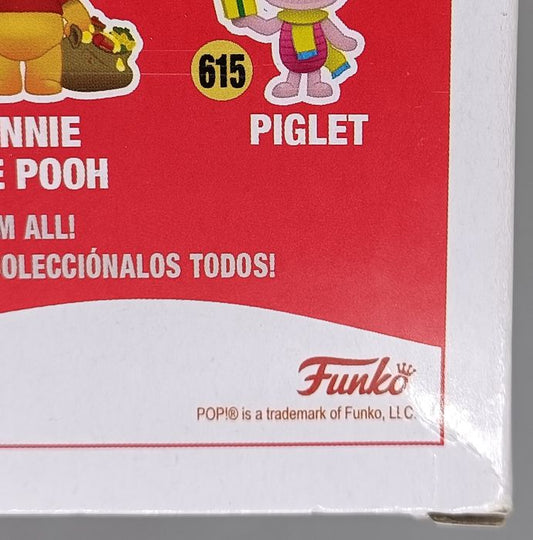 615
NNIE
E POOH
PIGLET
M ALL!
OLECCIÓNALOS TODOS!
Funko
POP!® is a trademark of Funko, LLC.